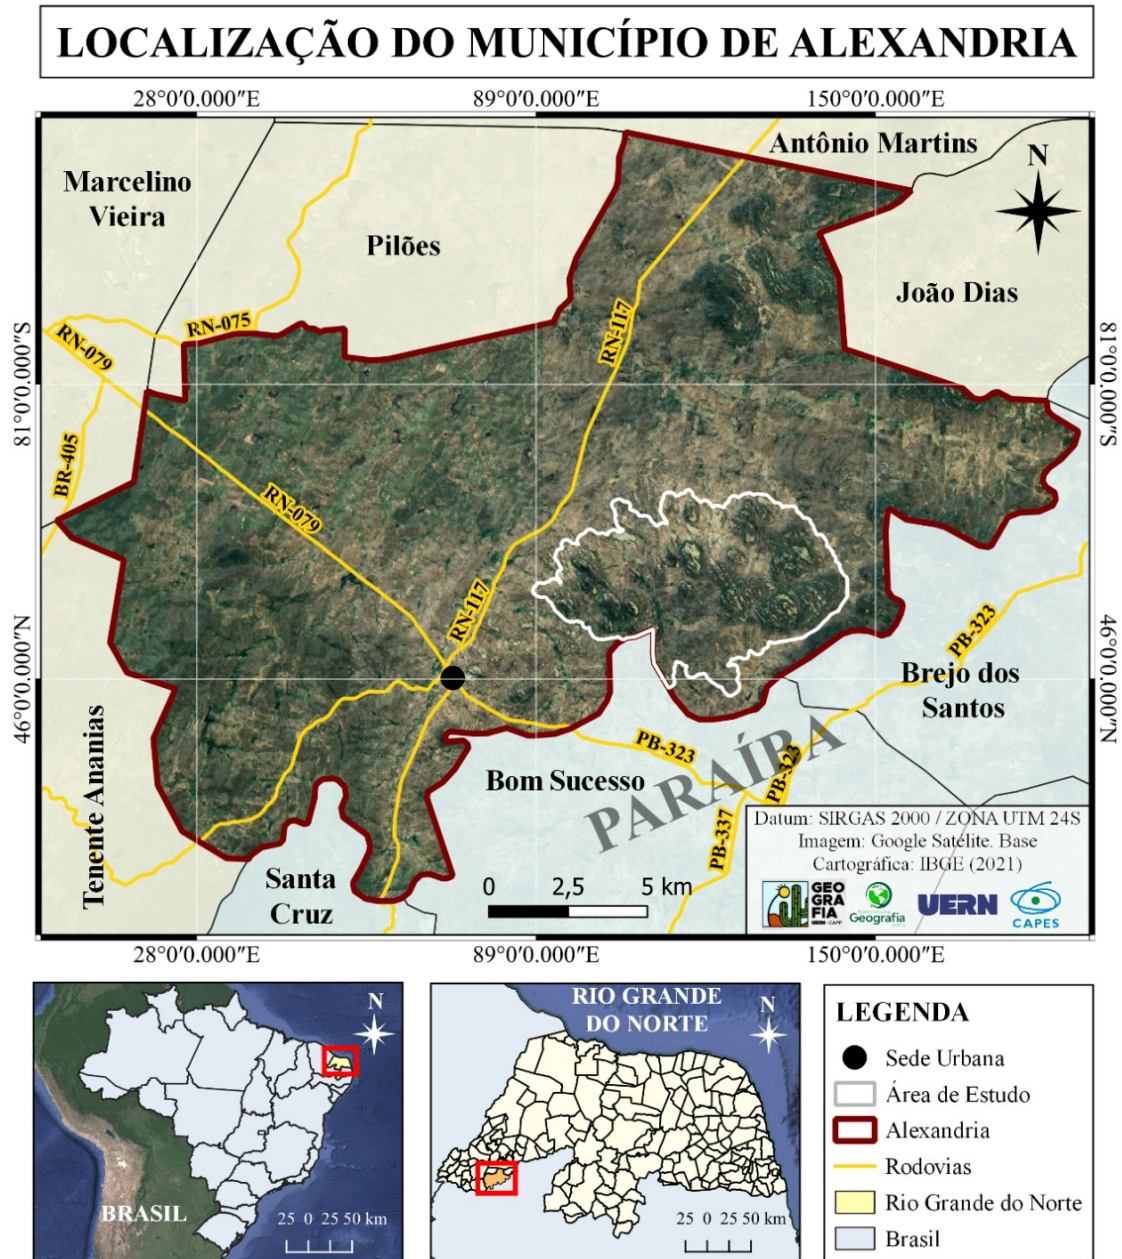 LOCALIZAÇÃO DO MUNICÍPIO DE ALEXANDRIA
28°0'0.000"E
89°0'0.000"E
150°0'0.000"E
Antônio Martins
N
Marcelino
Vieira
Pilões
João Dias
RN-075
RN-079
RN-117
81°0'0.000"S
81°0'0.000"S
BR-405
RN-079
RN-117
PB-323
46°0'0.000"N
46°0'0.000"N
Brejo dos
Santos
Tenente Ananias
PARAÍBA
PB-323
PB-323
Bom Sucesso
PB-337
Santa
Cruz
0 2,5 5 km
Datum: SIRGAS 2000 / ZONA UTM 24S
Imagem: Google Satélite. Base
Cartográfica: IBGE (2021)
GEO
GRA
FIA
UERN - CAPF
Geografia
UERN
CAPES
28°0'0.000"E
89°0'0.000"E
150°0'0.000"E
N
BRASIL
25 0 25 50 km
RIO GRANDE
DO NORTE
N
25 0 25 50 km
LEGENDA
Sede Urbana
Área de Estudo
Alexandria
Rodovias
Rio Grande do Norte
Brasil